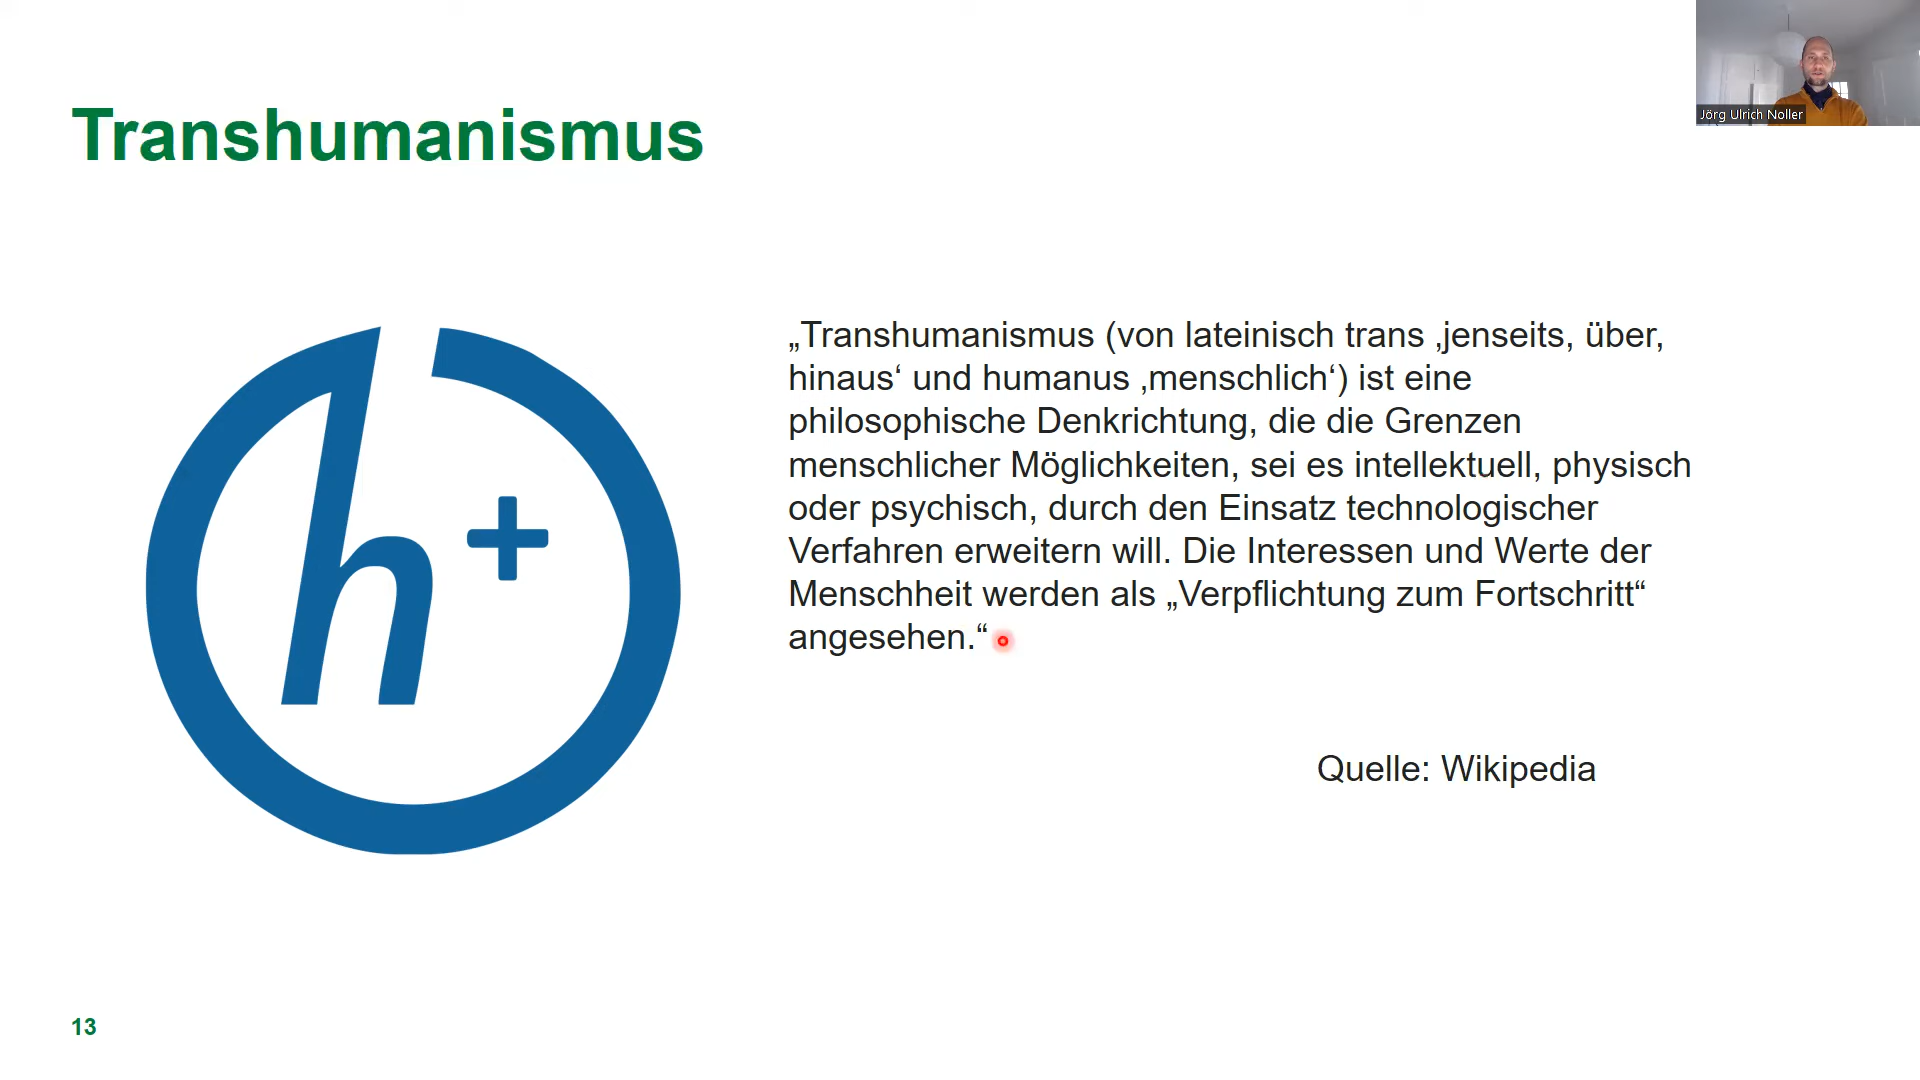 Jörg Ulrich Noller
Transhumanismus
„Transhumanismus (von lateinisch trans ‚jenseits, über,
hinaus‘ und humanus ‚menschlich‘) ist eine
philosophische Denkrichtung, die die Grenzen
menschlicher Möglichkeiten, sei es intellektuell, physisch
oder psychisch, durch den Einsatz technologischer
Verfahren erweitern will. Die Interessen und Werte der
Menschheit werden als „Verpflichtung zum Fortschritt“
angesehen.“
h+
Quelle: Wikipedia
13